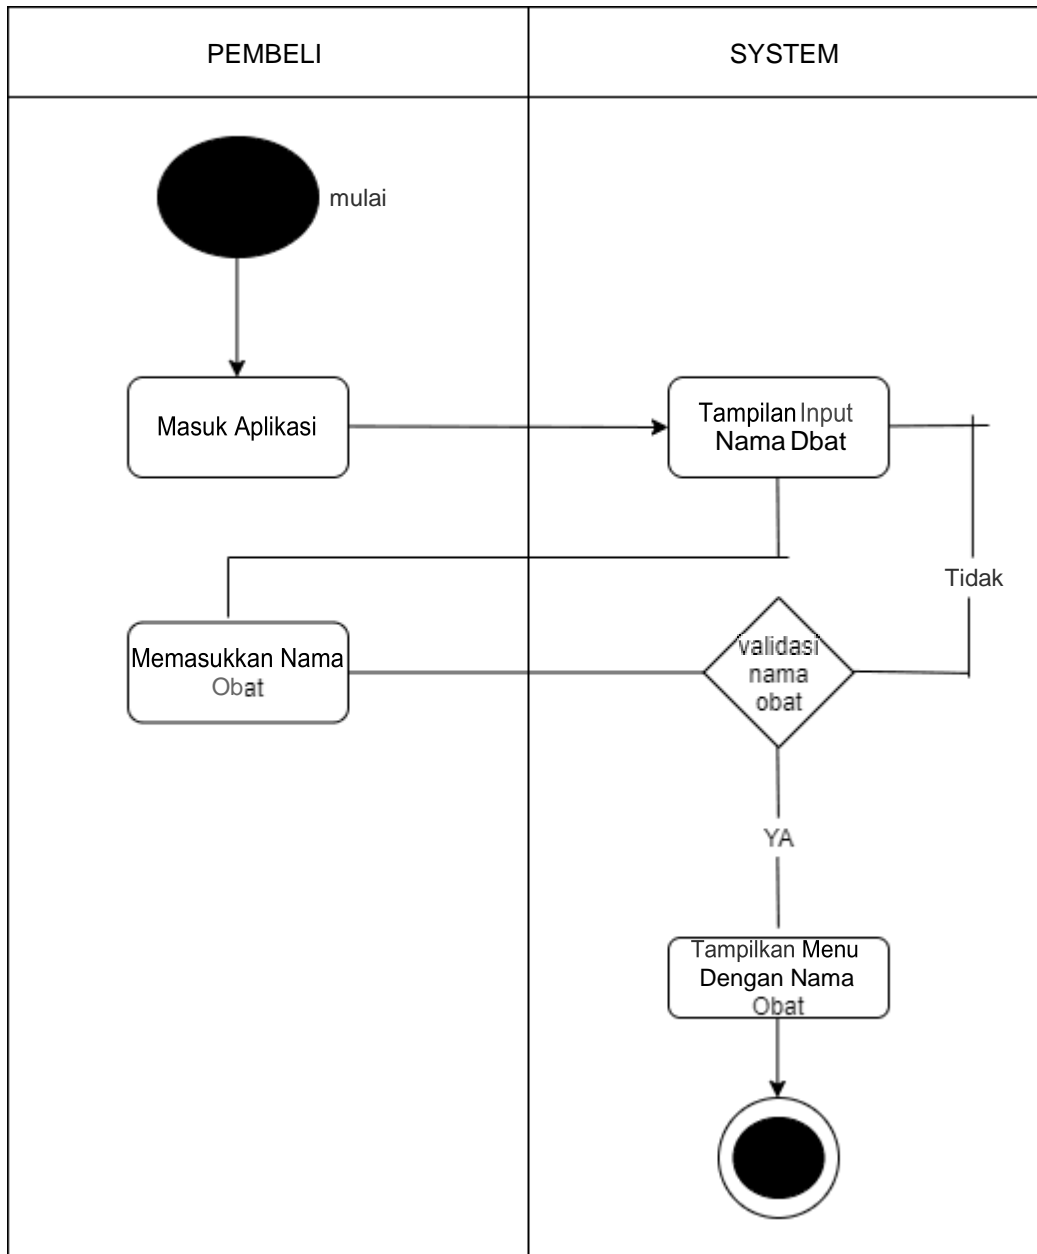 PEMBELI
SYSTEM
mulai
Masuk Aplikasi
Tampilan Input
Nama Dbat
Tidak
Memasukkan Nama
Obat
validasi
nama
obat
YA
Tampilkan Menu
Dengan Nama
Obat